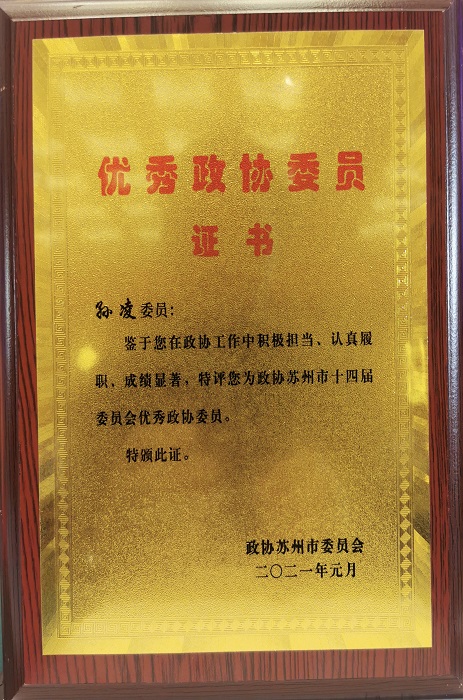 优秀政协委员
证书
孙凌委员：
鉴于您在政协工作中积极担当、认真履
职，成绩显著，特评您为政协苏州市十四届
委员会优秀政协委员。
特颁此证。
政协苏州市委员会
二〇二一年元月